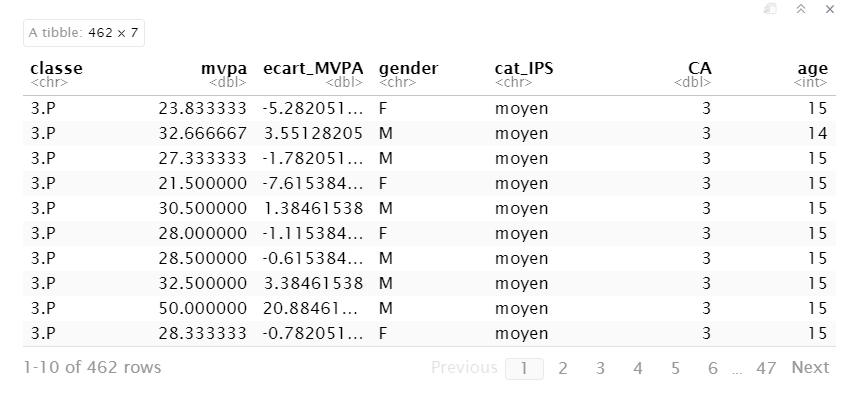 A tibble: 462 × 7
classe mvpa ecart_MVPA gender cat_IPS CA age
<chr> <dbl> <dbl> <chr> <chr> <dbl> <int>
3.P 23.833333 -5.282051... F moyen 3 15
3.P 32.666667 3.55128205 M moyen 3 14
3.P 27.333333 -1.782051... M moyen 3 15
3.P 21.500000 -7.615384... F moyen 3 15
3.P 30.500000 1.38461538 M moyen 3 15
3.P 28.000000 -1.115384... F moyen 3 15
3.P 28.500000 -0.615384... M moyen 3 15
3.P 32.500000 3.38461538 M moyen 3 15
3.P 50.000000 20.88461... M moyen 3 15
3.P 28.333333 -0.782051... F moyen 3 15
1-10 of 462 rows Previous 1 2 3 4 5 6 ... 47 Next